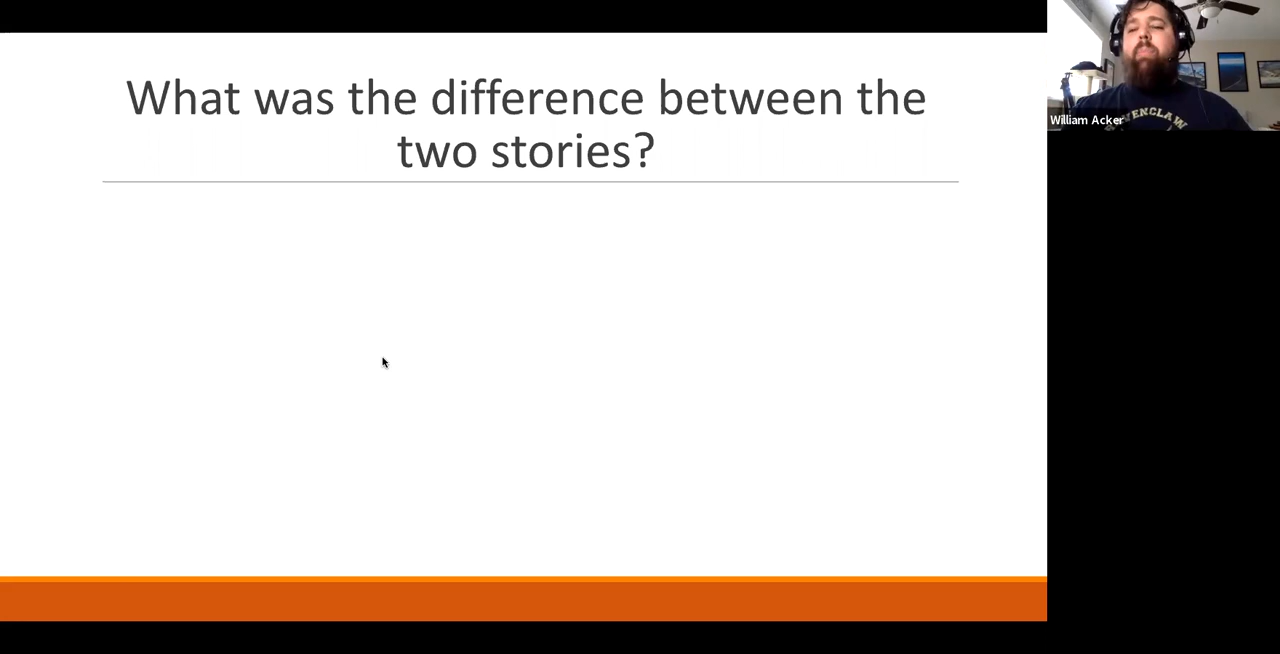 What was the difference between the
two stories?
William Acker